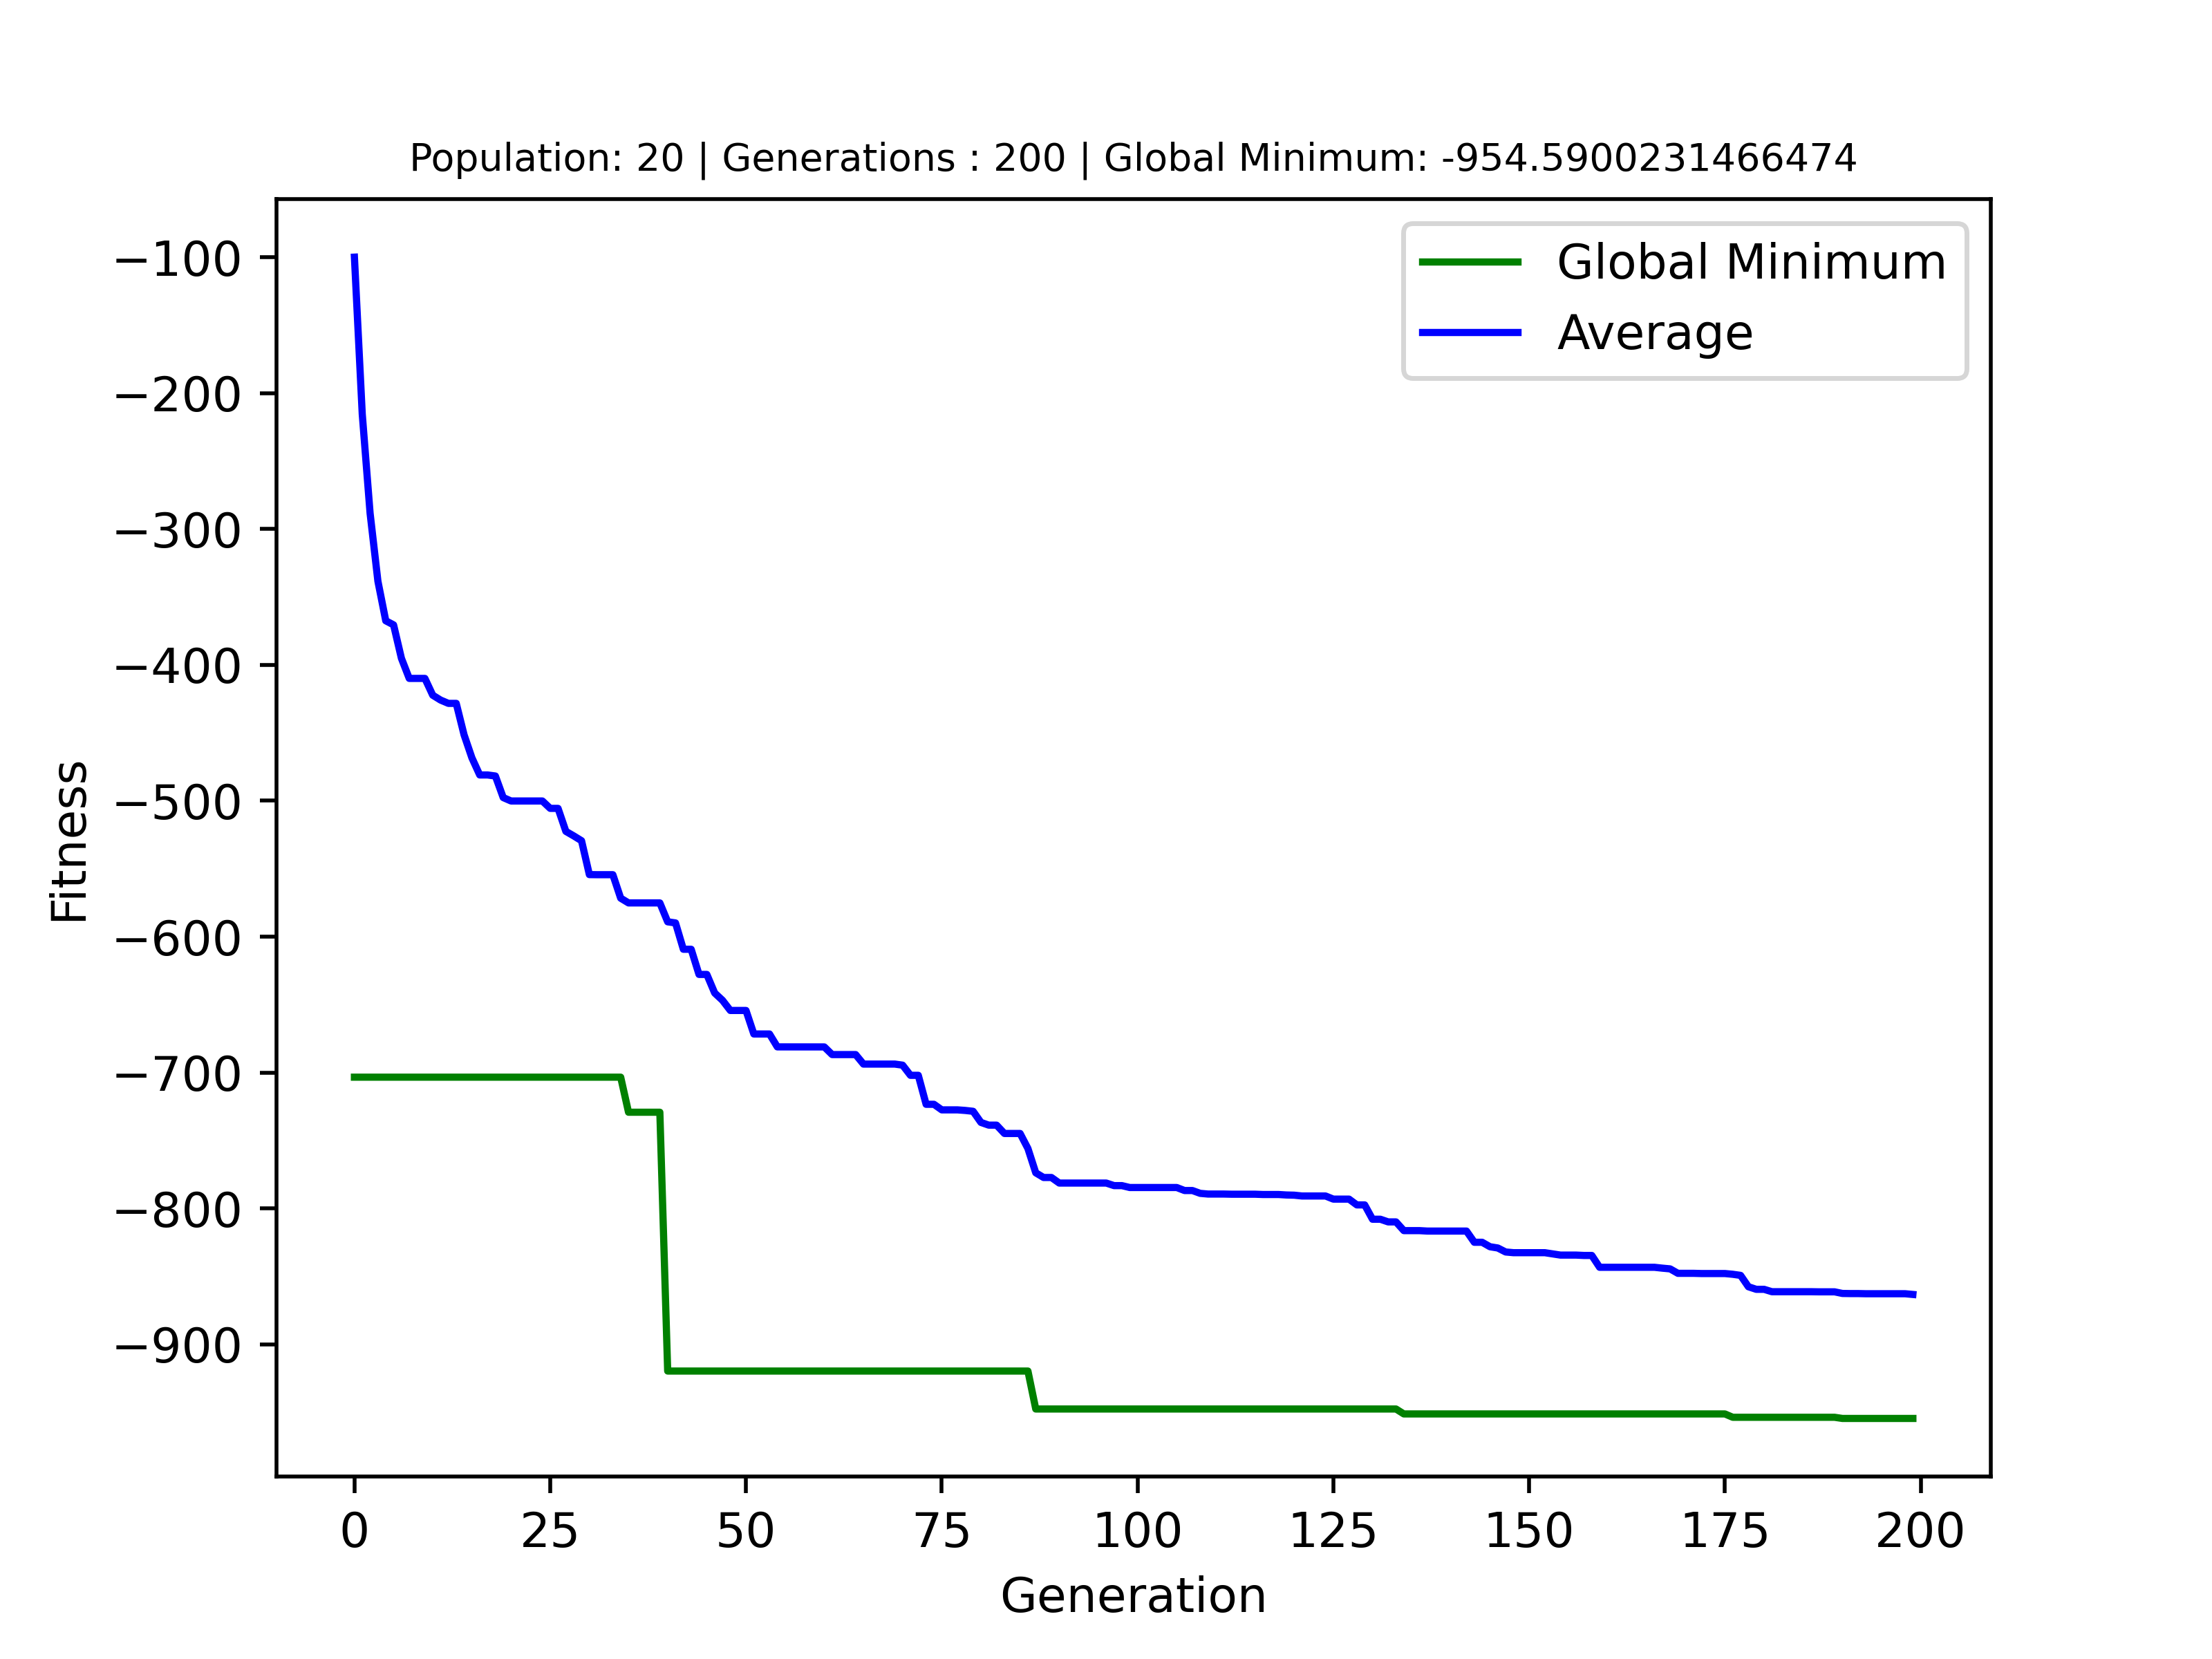 Population: 20 | Generations : 200 | Global Minimum: -954.5900231466474
Global Minimum
Average
−100
−200
−300
−400
−500
−600
−700
−800
−900
Fitness
0 25 50 75 100 125 150 175 200
Generation